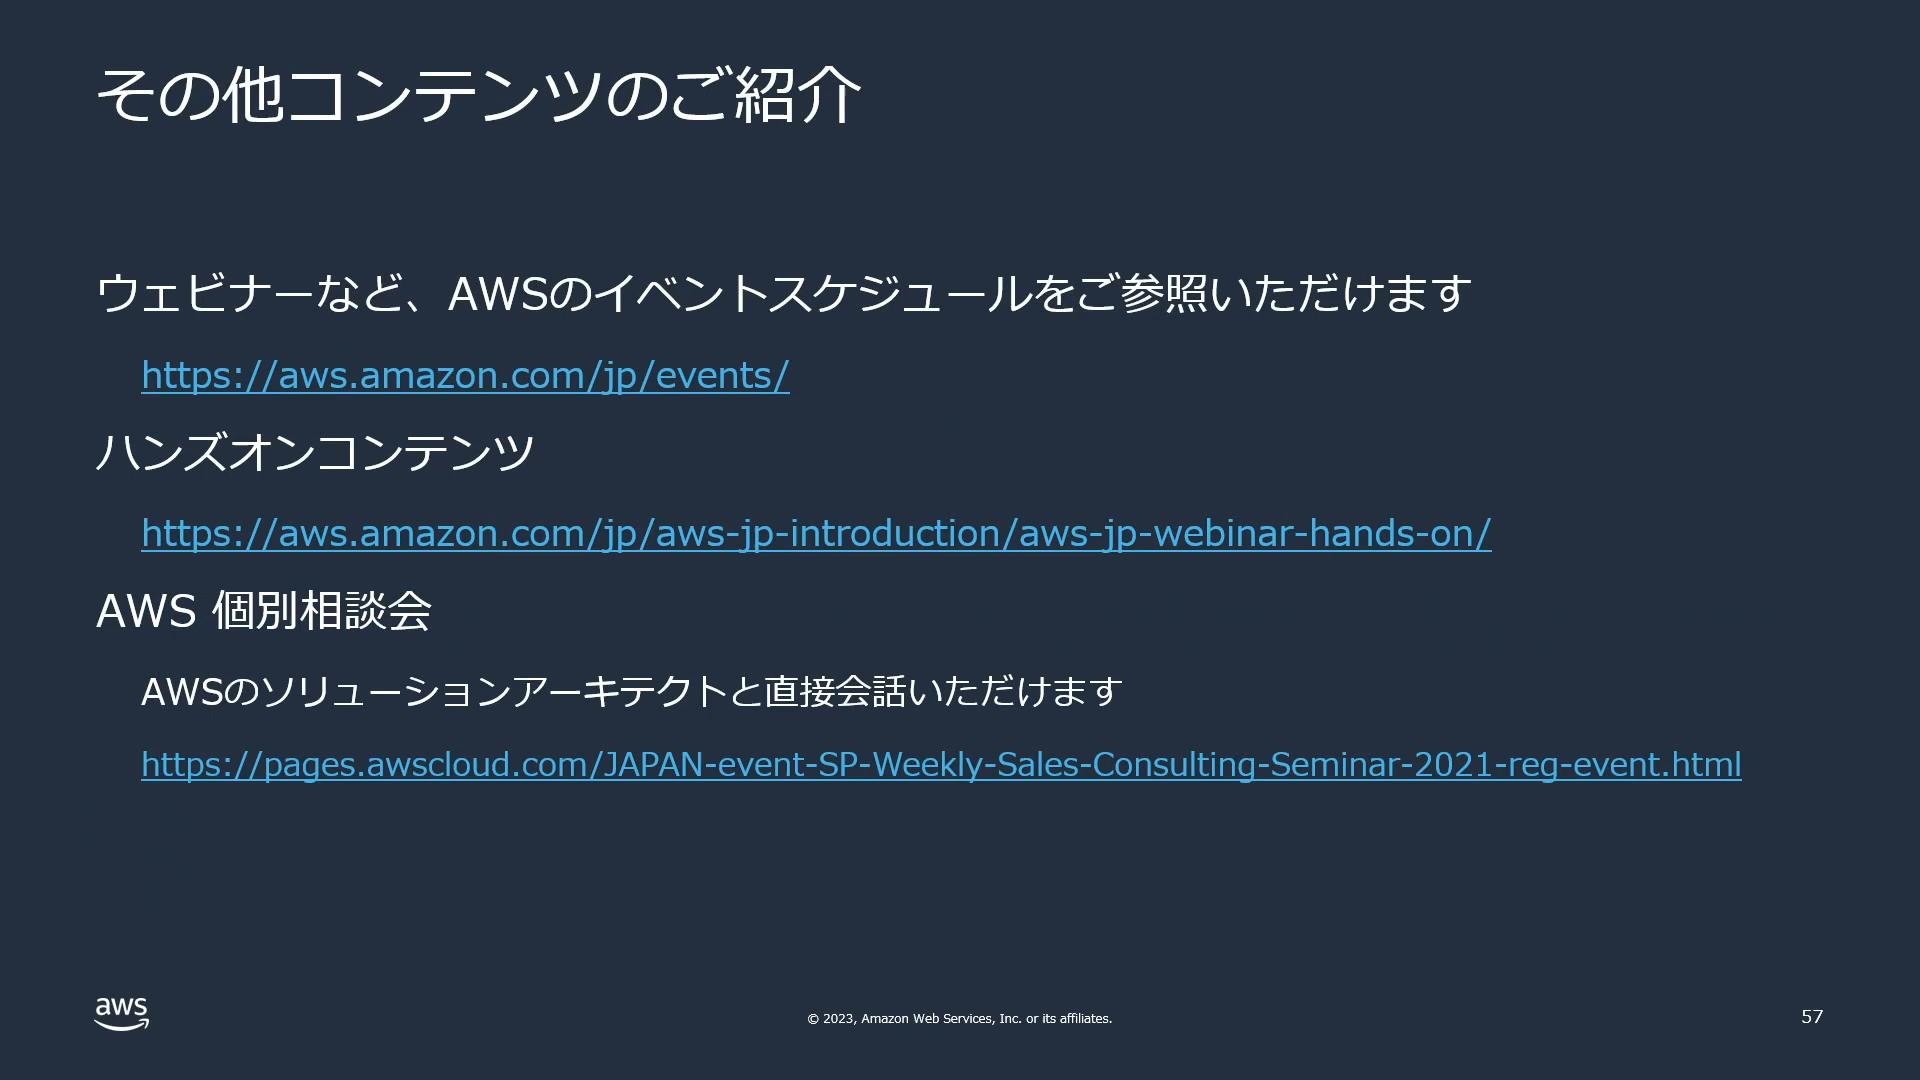 その他コンテンツのご紹介
ウェビナーなど、AWSのイベントスケジュールをご参照いただけます
https://aws.amazon.com/jp/events/
ハンズオンコンテンツ
https://aws.amazon.com/jp/aws-jp-introduction/aws-jp-webinar-hands-on/
AWS 個別相談会
AWSのソリューションアーキテクトと直接会話いただけます
https://pages.awscloud.com/JAPAN-event-SP-Weekly-Sales-Consulting-Seminar-2021-reg-event.html
aws
© 2023, Amazon Web Services, Inc. or its affiliates.
57